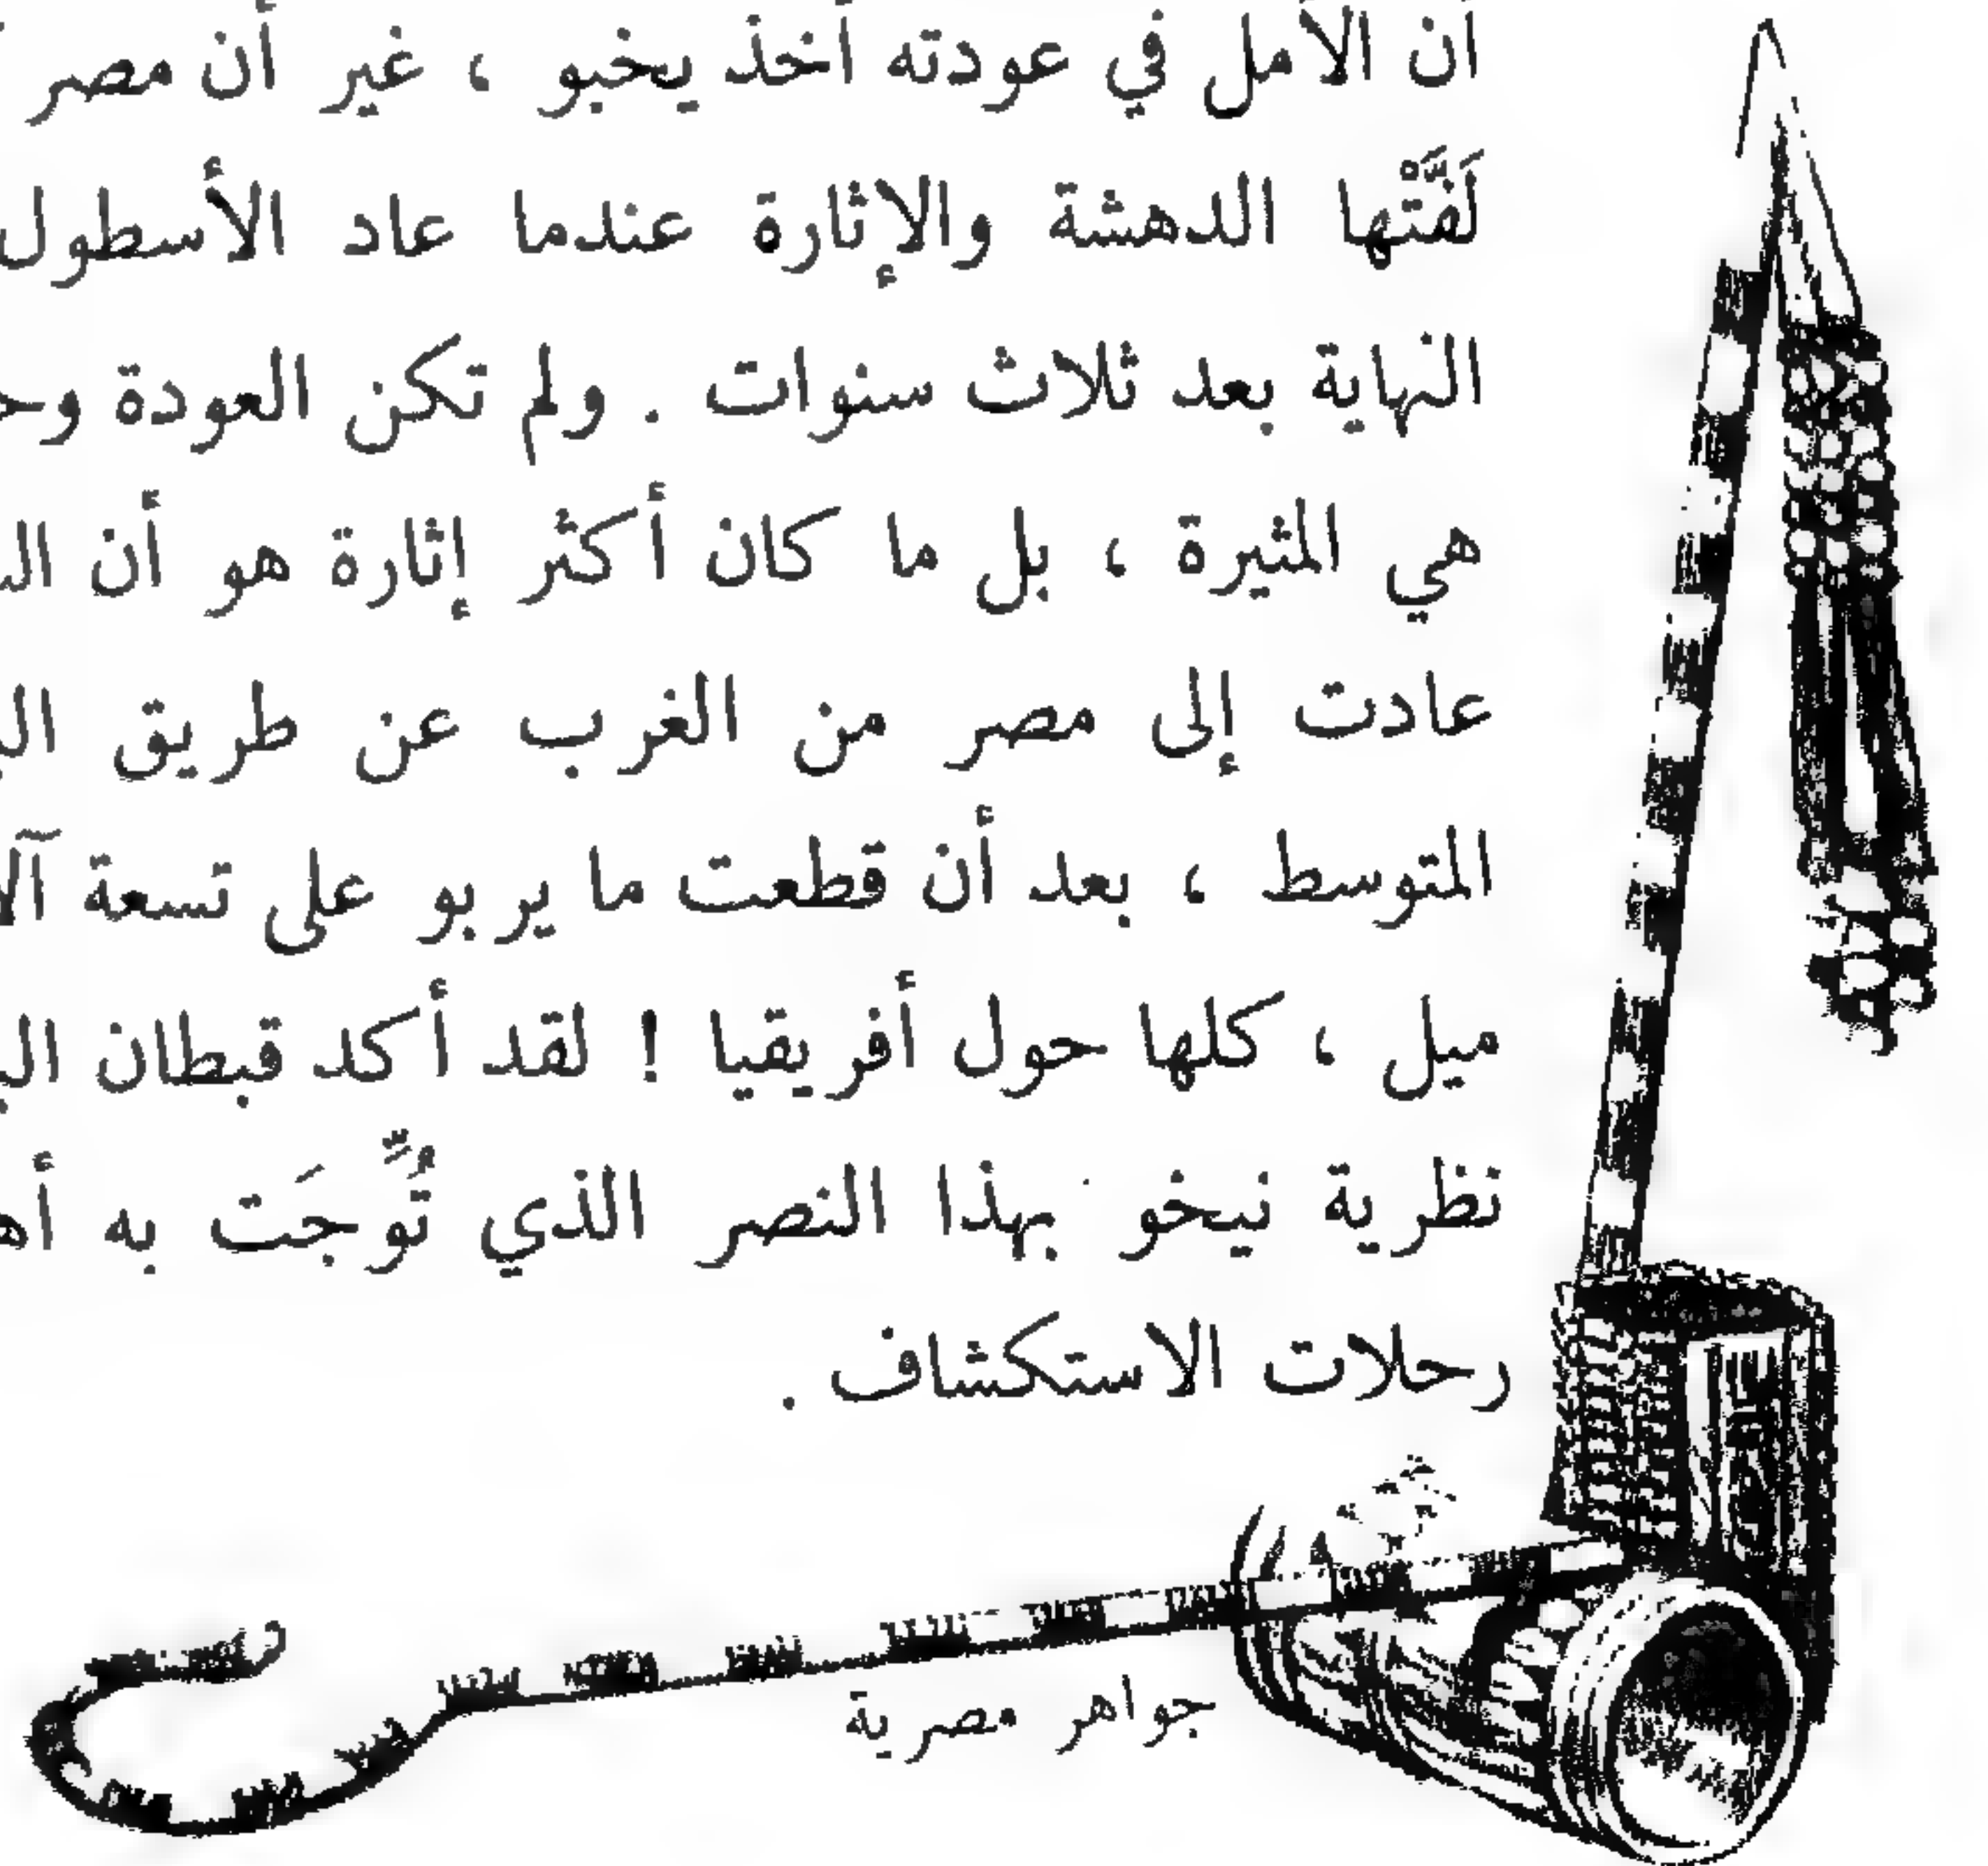 أن الأمل في عودته أخذ يخبو ، غير أن مصر
لَفَّتْها الدهشة والإثارة عندما عاد الأسطول
النهاية بعد ثلاث سنوات . ولم تكن العودة
هي المثيرة ، بل ما كان أكثر إثارة هو أن
عادت إلى مصر من الغرب عن طريق
المتوسط ، بعد أن قطعت ما يربو على تسعة
ميل ، كلها حول أفريقيا ! لقد أكد قبطان
نظرية نيخو بهذا النصر الذي تُوِّجَت به
رحلات الاستكشاف .
جواهر مصرية